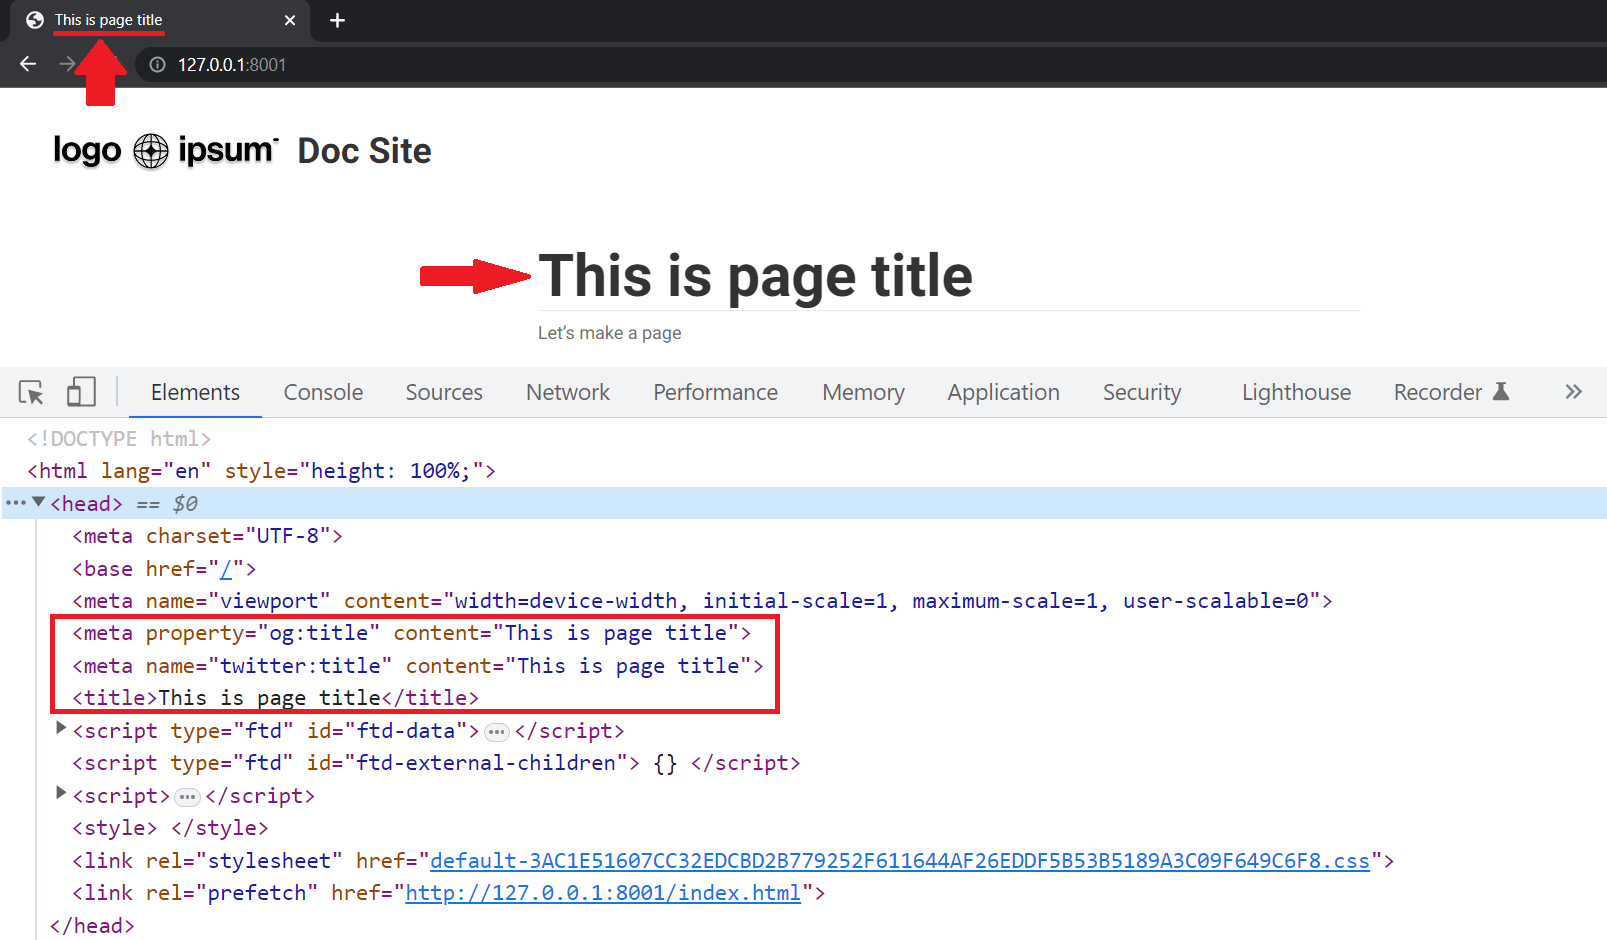 This is page title
127.0.0.1:8001
logo ipsum Doc Site
This is page title
Let's make a page
Elements Console Sources Network Performance Memory Application Security Lighthouse Recorder
<!DOCTYPE html>
<html lang="en" style="height: 100%;">
<head> == $0
<meta charset="UTF-8">
<base href="/">
<meta name="viewport" content="width=device-width, initial-scale=1, maximum-scale=1, user-scalable=0">
<meta property="og:title" content="This is page title">
<meta name="twitter:title" content="This is page title">
<title>This is page title</title>
<script type="ftd" id="ftd-data">…</script>
<script type="ftd" id="ftd-external-children"> {} </script>
<script>…</script>
<style> </style>
<link rel="stylesheet" href="default-3AC1E51607CC32EDCBD2B779252F611644AF26EDDF5B53B5189A3C09F649C6F8.css">
<link rel="prefetch" href="http://127.0.0.1:8001/index.html">
</head>